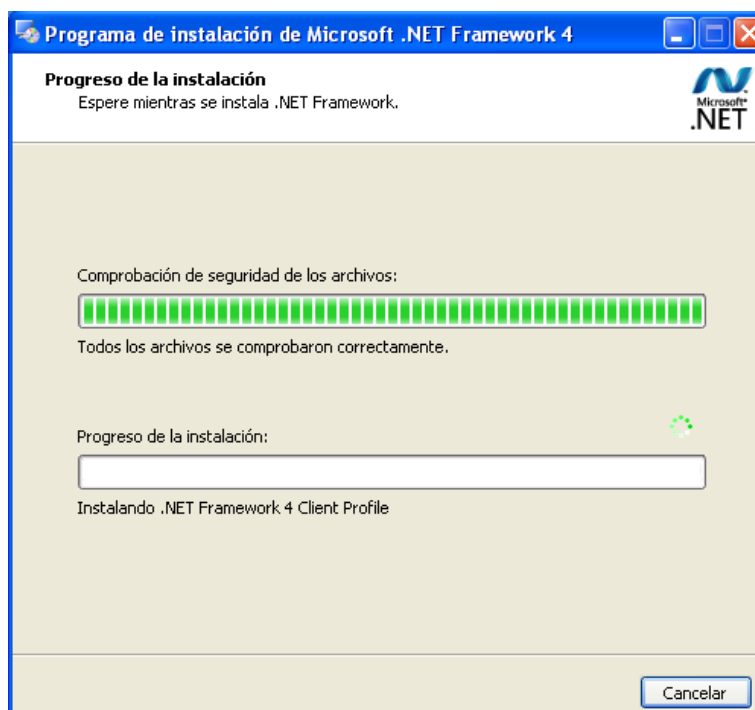 Programa de instalación de Microsoft .NET Framework 4
Progreso de la instalación
Espere mientras se instala .NET Framework.
Microsoft®
.NET
Comprobación de seguridad de los archivos:
Todos los archivos se comprobaron correctamente.
Progreso de la instalación:
Instalando .NET Framework 4 Client Profile
Cancelar